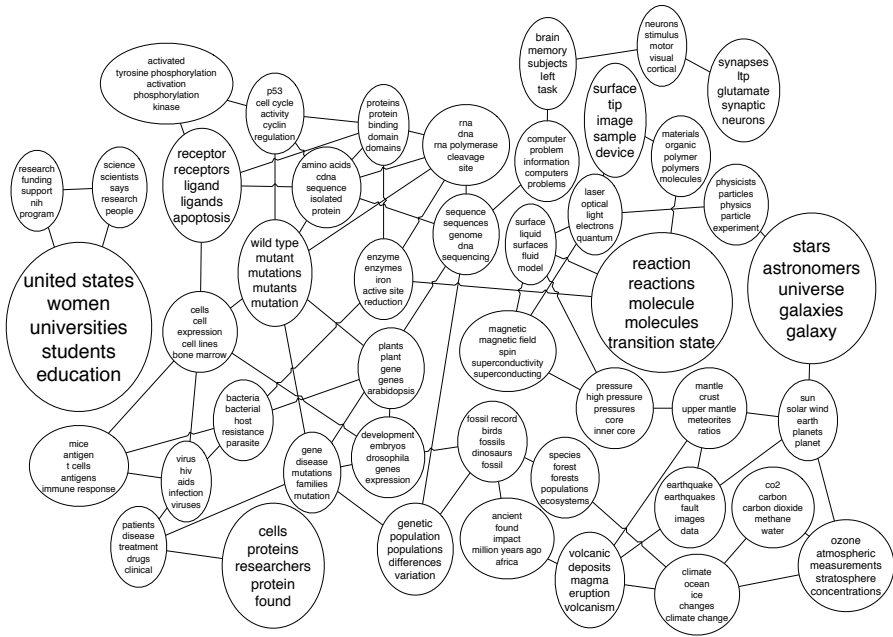 neurons
stimulus
motor
visual
cortical
brain
memory
subjects
left
task
synapses
ltp
glutamate
synaptic
neurons
activated
tyrosine phosphorylation
activation
phosphorylation
kinase
p53
cell cycle
activity
cyclin
regulation
proteins
protein
binding
domain
domains
rna
dna
rna polymerase
cleavage
site
surface
tip
image
sample
device
materials
organic
polymer
polymers
molecules
research
funding
support
nih
program
science
scientists
says
research
people
receptor
receptors
ligand
ligands
apoptosis
amino acids
cdna
sequence
isolated
protein
computer
problem
information
computers
problems
laser
optical
light
electrons
quantum
physicists
particles
physics
particle
experiment
sequence
sequences
genome
dna
sequencing
surface
liquid
surfaces
fluid
model
united states
women
universities
students
education
wild type
mutant
mutations
mutants
mutation
enzyme
enzymes
iron
active site
reduction
reaction
reactions
molecule
molecules
transition state
stars
astronomers
universe
galaxies
galaxy
cells
cell
expression
cell lines
bone marrow
plants
plant
gene
genes
arabidopsis
magnetic
magnetic field
spin
superconductivity
superconducting
pressure
high pressure
pressures
core
inner core
mantle
crust
upper mantle
meteorites
ratios
sun
solar wind
earth
planets
planet
mice
antigen
t cells
antigens
immune response
virus
hiv
aids
infection
viruses
bacteria
bacterial
host
resistance
parasite
gene
disease
mutations
families
mutation
development
embryos
drosophila
genes
expression
fossil record
birds
fossils
dinosaurs
fossil
species
forest
forests
populations
ecosystems
earthquake
earthquakes
fault
images
data
co2
carbon
carbon dioxide
methane
water
patients
disease
treatment
drugs
clinical
cells
proteins
researchers
protein
found
genetic
population
populations
differences
variation
ancient
found
impact
million years ago
africa
volcanic
deposits
magma
eruption
volcanism
climate
ocean
ice
changes
climate change
ozone
atmospheric
measurements
stratosphere
concentrations